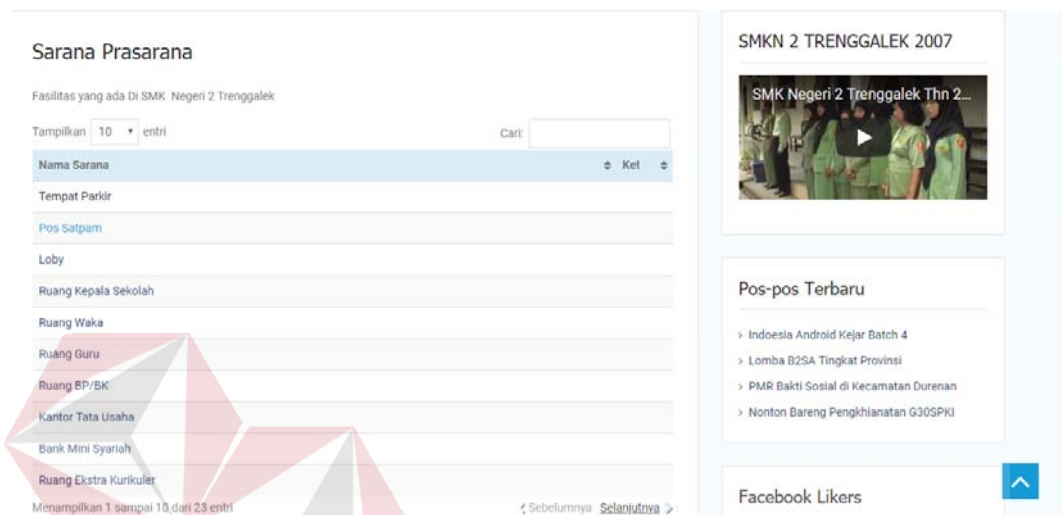 Sarana Prasarana
Fasilitas yang ada Di SMK Negeri 2 Trenggalek
Tampilkan 10 entri
Cari:
Nama Sarana Ket
Tempat Parkir
Pos Satpam
Loby
Ruang Kepala Sekolah
Ruang Waka
Ruang Guru
Ruang BP/BK
Kantor Tata Usaha
Bank Mini Syariah
Ruang Ekstra Kurikuler
Menampilkan 1 sampai 10 dari 23 entri
Sebelumnya Selanjutnya
SMKN 2 TRENGGALEK 2007
SMK Negeri 2 Trenggalek Thn 2...
Pos-pos Terbaru
Indoesia Android Kejar Batch 4
Lomba B2SA Tingkat Provinsi
PMR Bakti Sosial di Kecamatan Durenan
Nonton Bareng Pengkhianatan G30SPKI
Facebook Likers